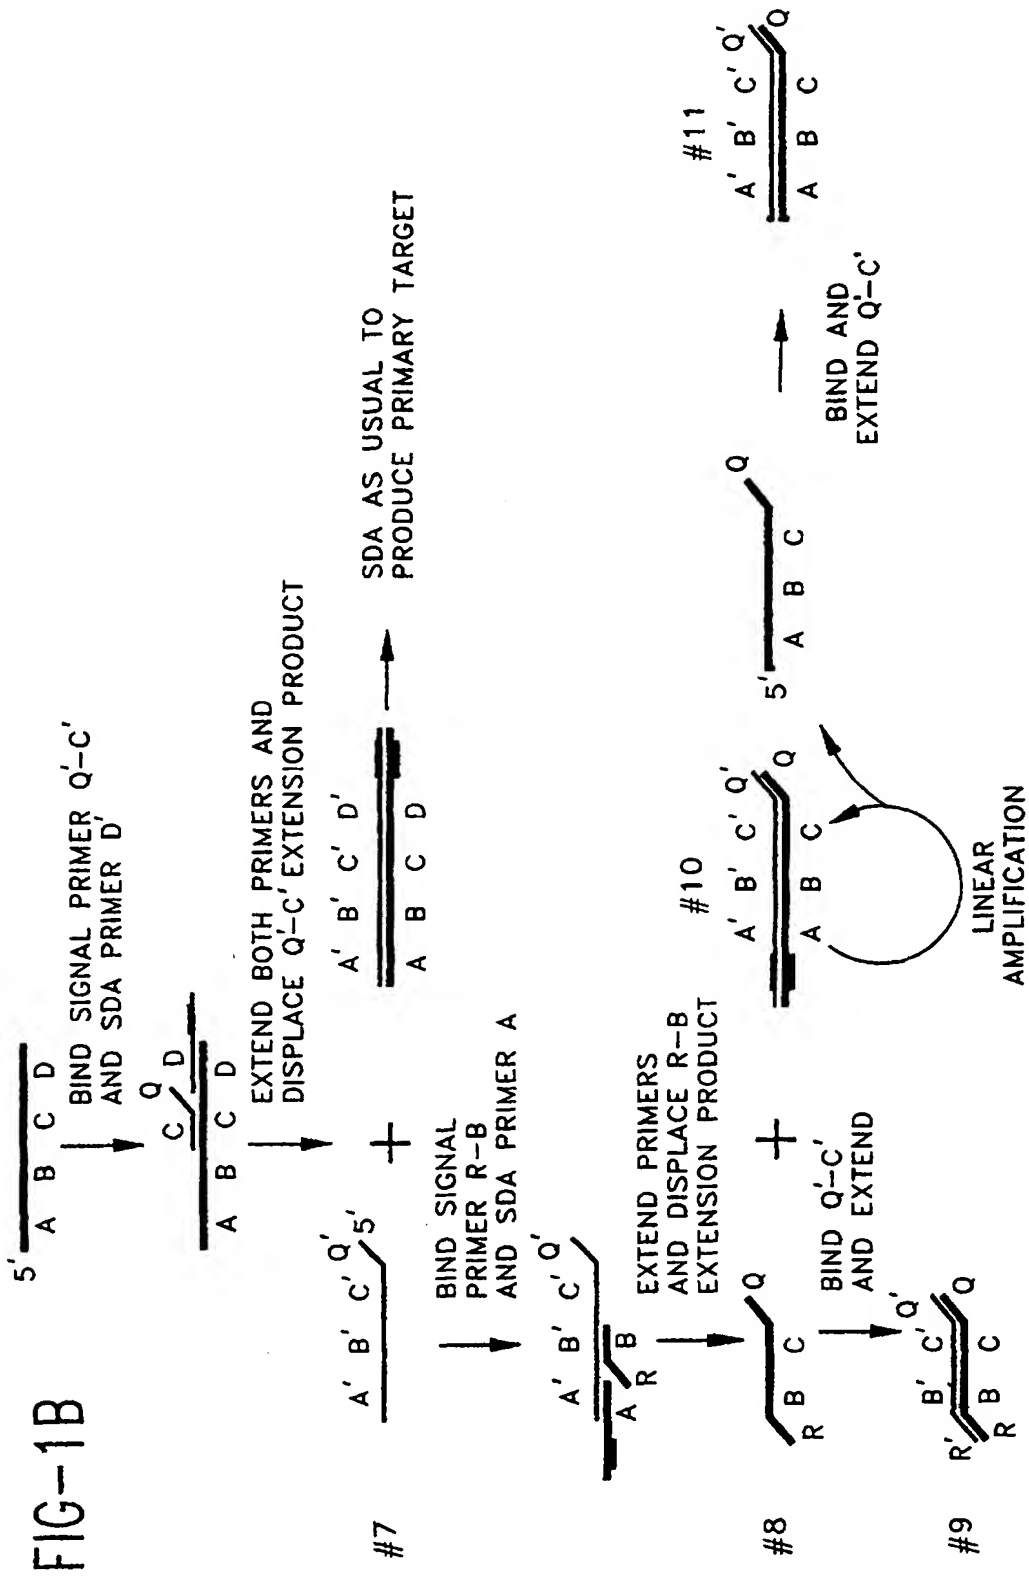 FIG-1B
5'
A B C D
BIND SIGNAL PRIMER Q'-C'
AND SDA PRIMER D'
C Q D
A B C D
EXTEND BOTH PRIMERS AND
DISPLACE Q'-C' EXTENSION PRODUCT
#7
A' B' C' Q' 5'
+
A' B' C' D'
A B C D
SDA AS USUAL TO
PRODUCE PRIMARY TARGET
BIND SIGNAL
PRIMER R-B
AND SDA PRIMER A
A' B' C' Q'
A R B
EXTEND PRIMERS
AND DISPLACE R-B
EXTENSION PRODUCT
#8
R B C Q
+
#10
A' B' C' Q'
A B C Q
LINEAR
AMPLIFICATION
5'
A B C Q
BIND AND
EXTEND Q'-C'
#11
A' B' C' Q'
A B C Q
BIND Q'-C'
AND EXTEND
#9
R' B' C' Q'
R B C Q